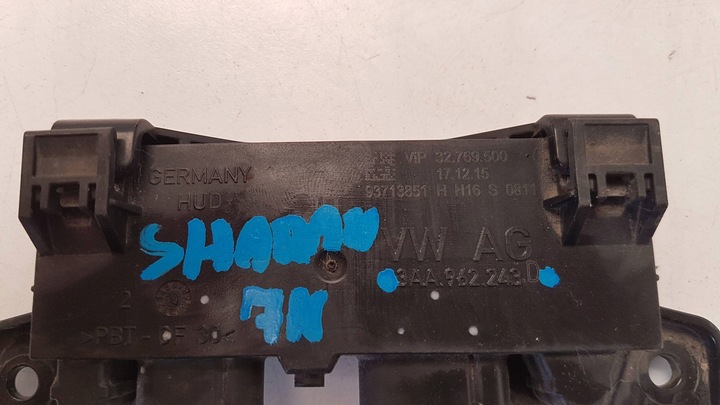 VIP 32.769.500
17.12.15
93713851 H H16 S 0811
GERMANY
HUD
VW AG
3AA.962.243.D
SHARAN
7N
2
>PBT-GF 30<